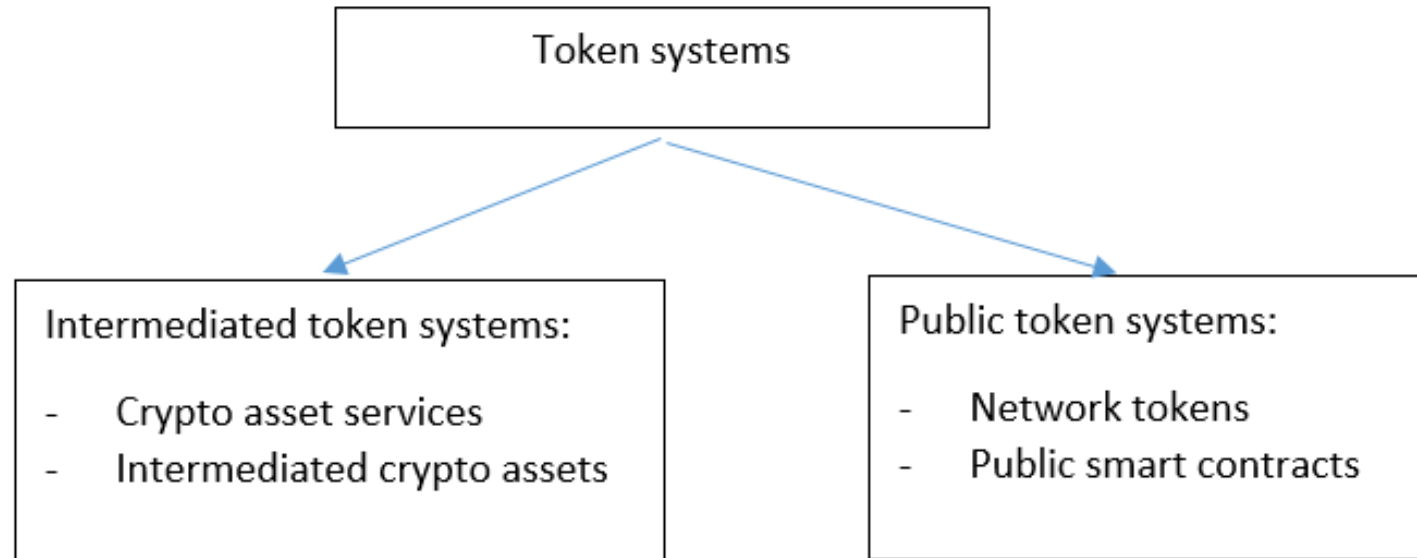 Token systems
Intermediated token systems:
- Crypto asset services
- Intermediated crypto assets
Public token systems:
- Network tokens
- Public smart contracts